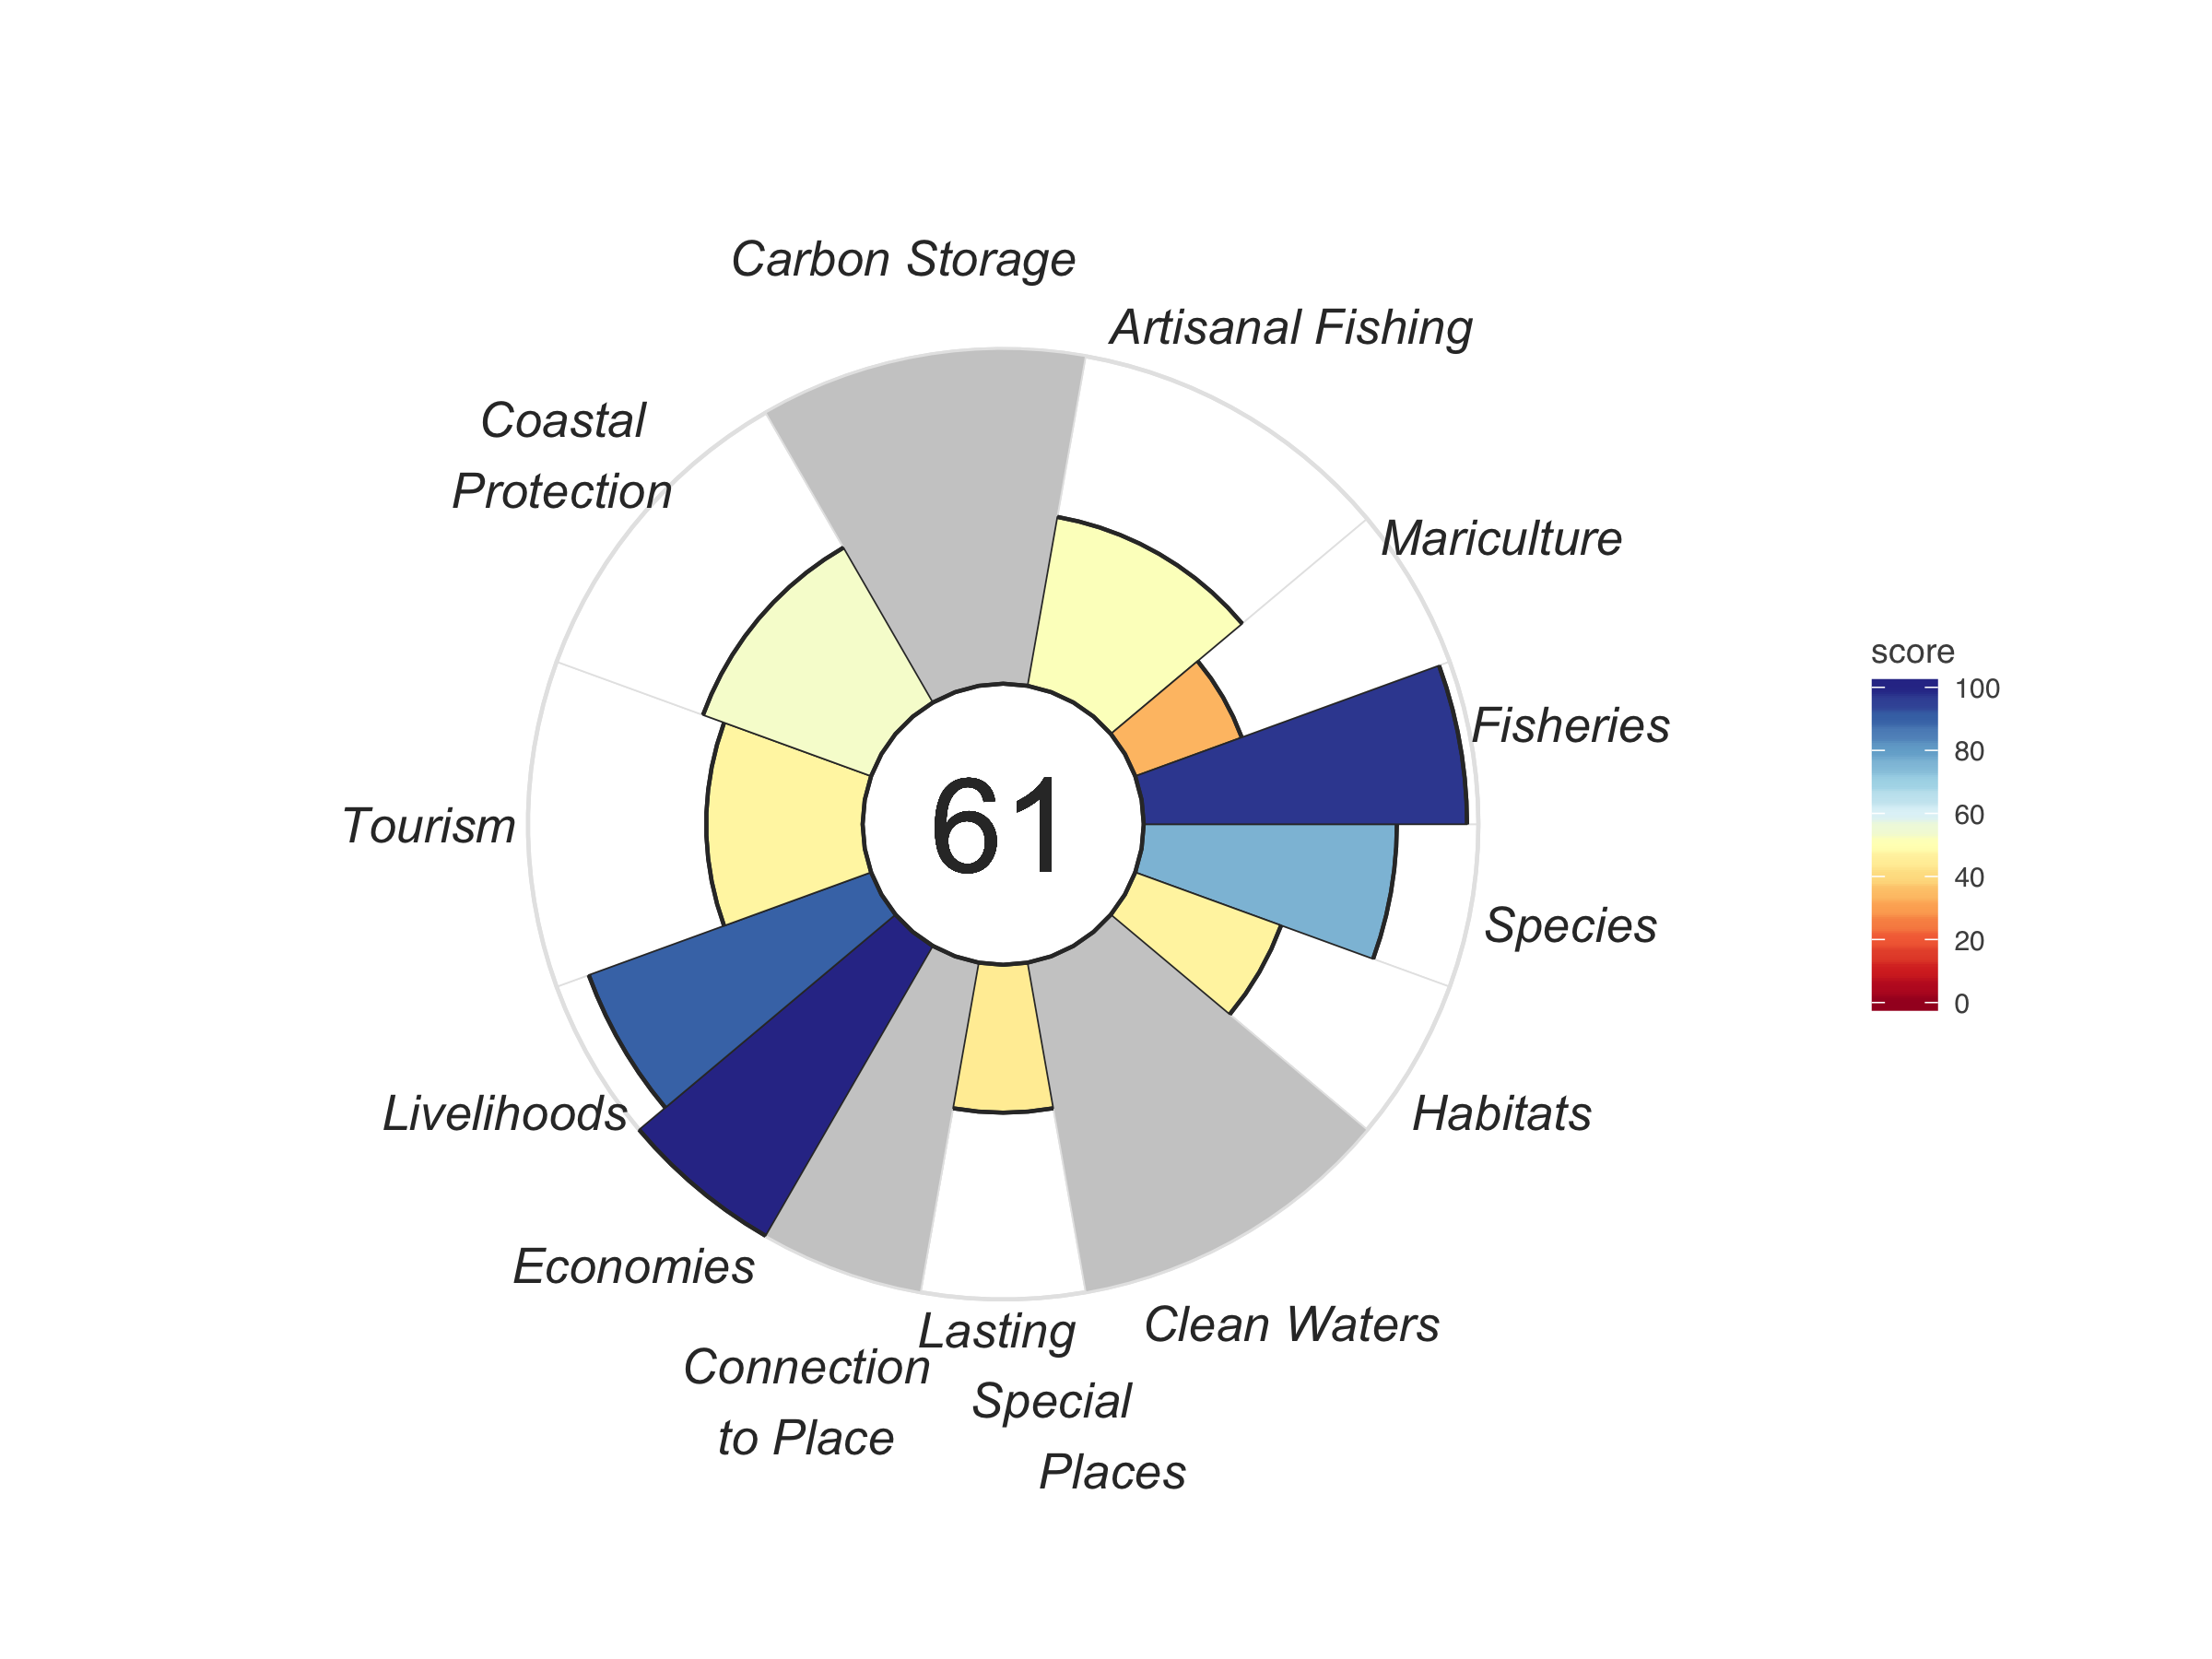 Carbon Storage
Artisanal Fishing
Coastal
Protection
Mariculture
Fisheries
Tourism
61
Species
Livelihoods
Habitats
Economies
Connection
to Place
Lasting
Special
Places
Clean Waters
score
100
80
60
40
20
0